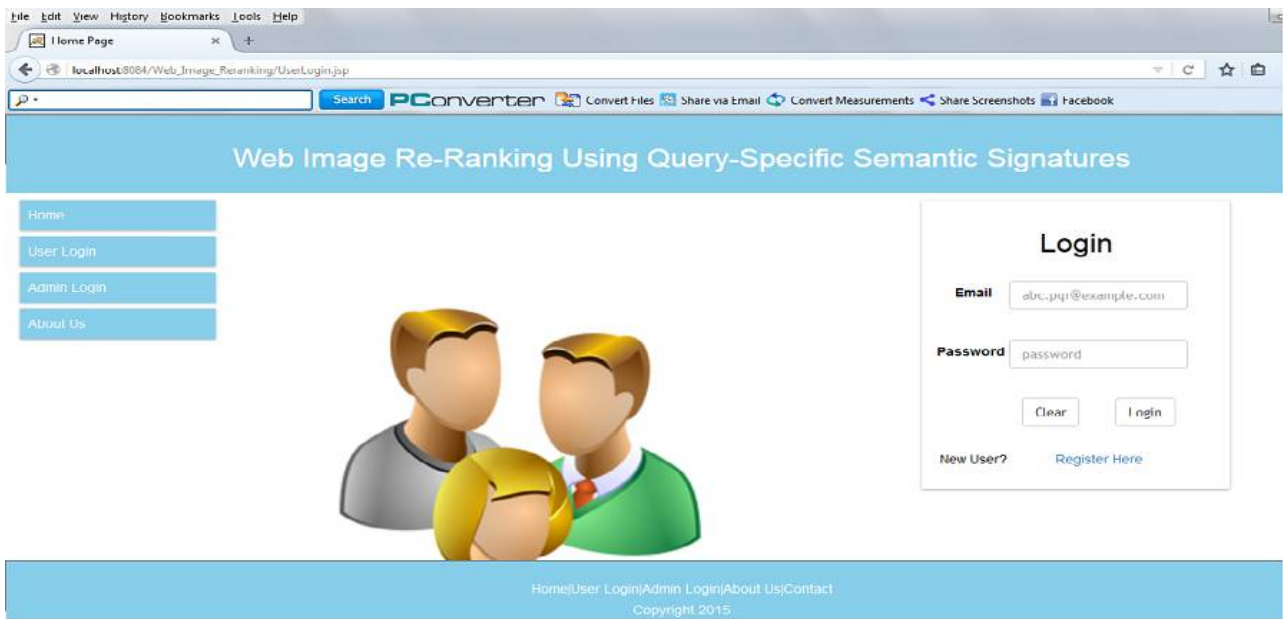 File Edit View History Bookmarks Tools Help
Home Page × +
localhost:8084/Web_Image_Reranking/UserLogin.jsp
Search PConverter Convert Files Share via Email Convert Measurements Share Screenshots Facebook
Web Image Re-Ranking Using Query-Specific Semantic Signatures
Home
User Login
Admin Login
About Us
Login
Email abc.pqr@example.com
Password password
Clear Login
New User? Register Here
Home|User Login|Admin Login|About Us|Contact
Copyright 2015